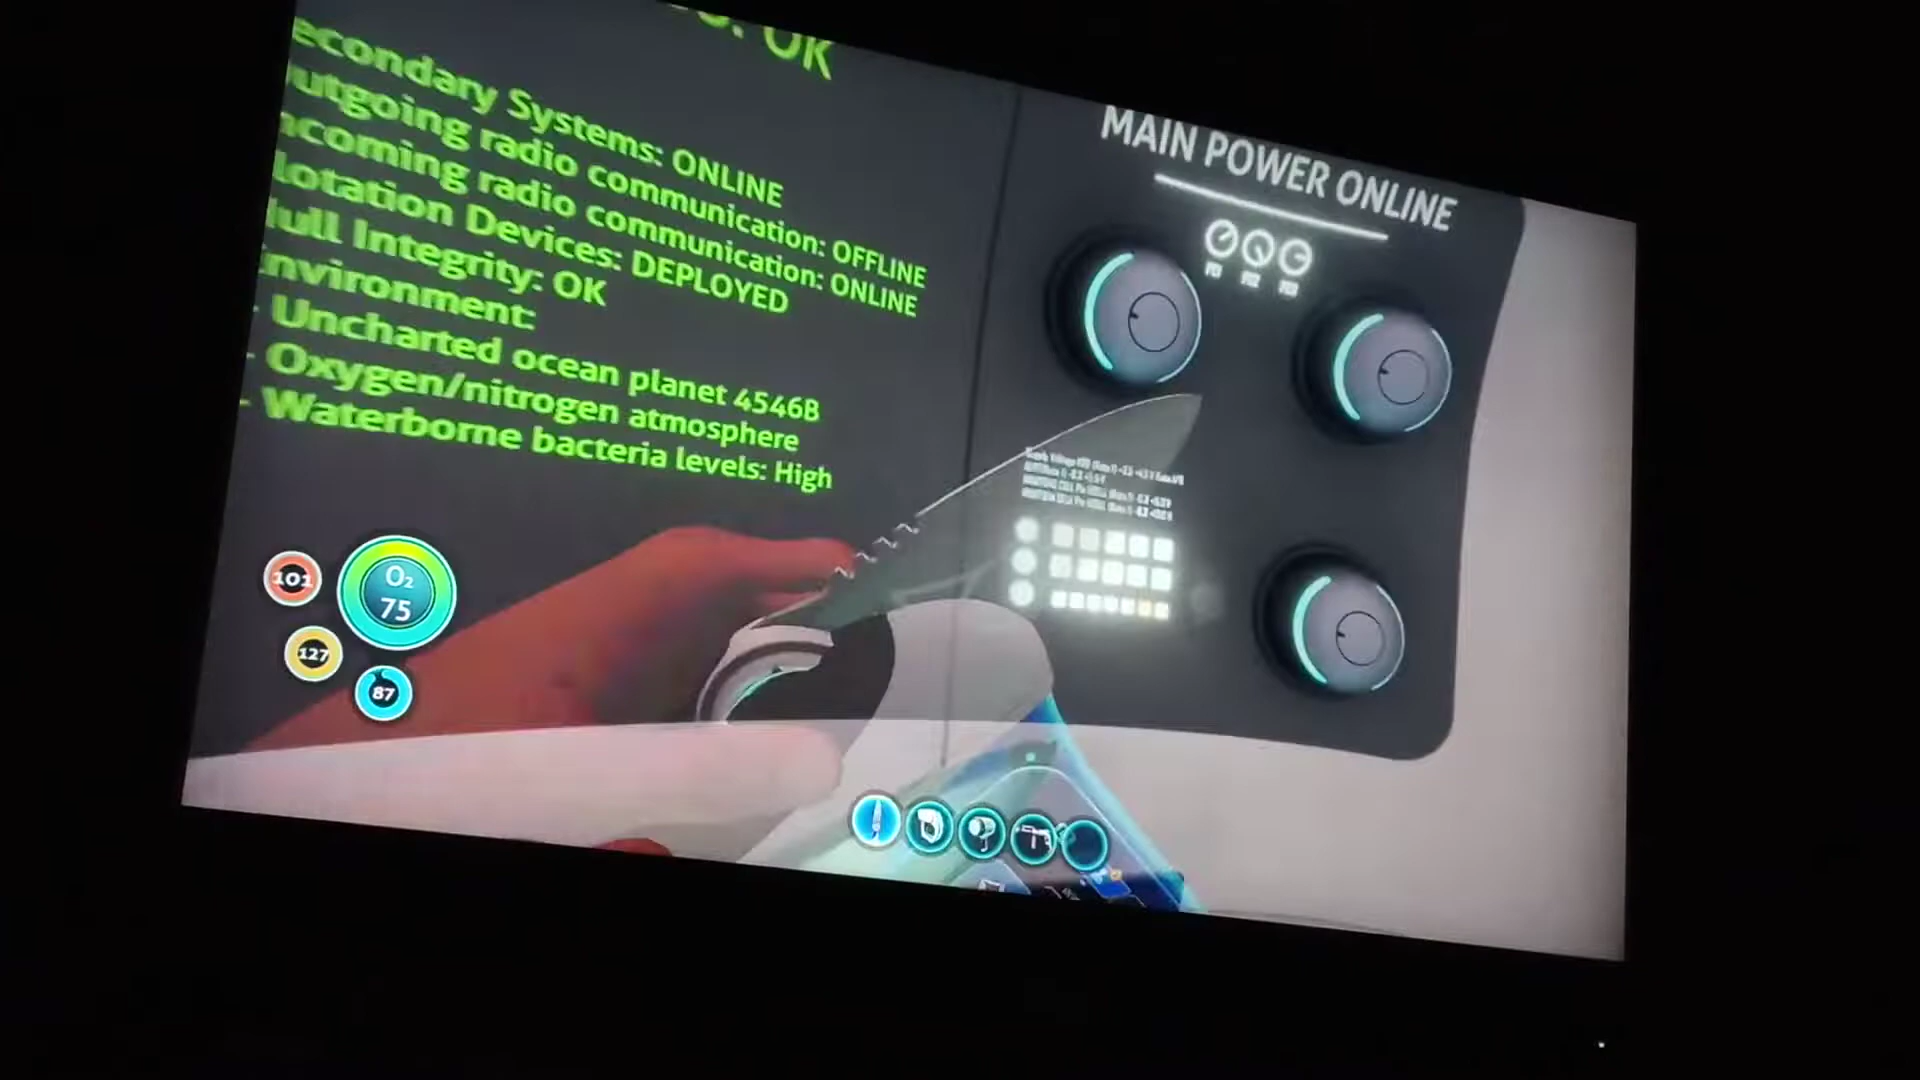 OK
econdary Systems: ONLINE
utgoing radio communication: OFFLINE
ncoming radio communication: ONLINE
lotation Devices: DEPLOYED
ull Integrity: OK
nvironment:
- Uncharted ocean planet 4546B
- Oxygen/nitrogen atmosphere
- Waterborne bacteria levels: High
MAIN POWER ONLINE
101
O₂
75
127
87